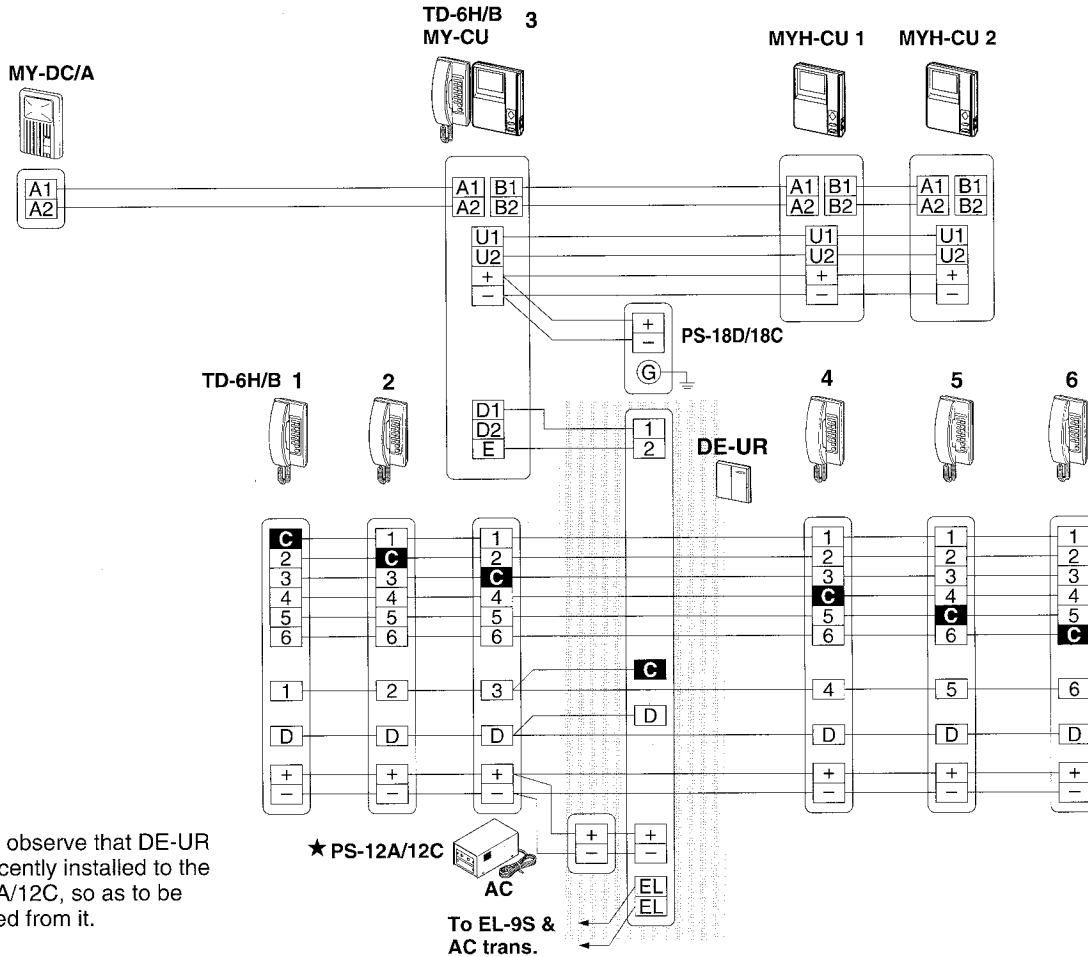 TD-6H/B 3
MY-CU
MYH-CU 1 MYH-CU 2
MY-DC/A
A1 A1 B1 A1 B1 A1 B1
A2 A2 B2 A2 B2 A2 B2
U1 U1 U1
U2 U2 U2
+ + +
− − −
+
− PS-18D/18C
G
TD-6H/B 1 2 4 5 6
D1
D2 1
E 2
DE-UR
C 1 1 1 1 1
2 C 2 2 2 2
3 3 C 3 3 3
4 4 4 C 4 4
5 5 5 5 C 5
6 6 6 6 6 C
C
1 2 3 4 5 6
D D D D D D D
+ + + + + +
− − − − − −
★ PS-12A/12C + +
− −
AC
EL
EL
To EL-9S &
AC trans.
observe that DE-UR
cently installed to the
A/12C, so as to be
ed from it.